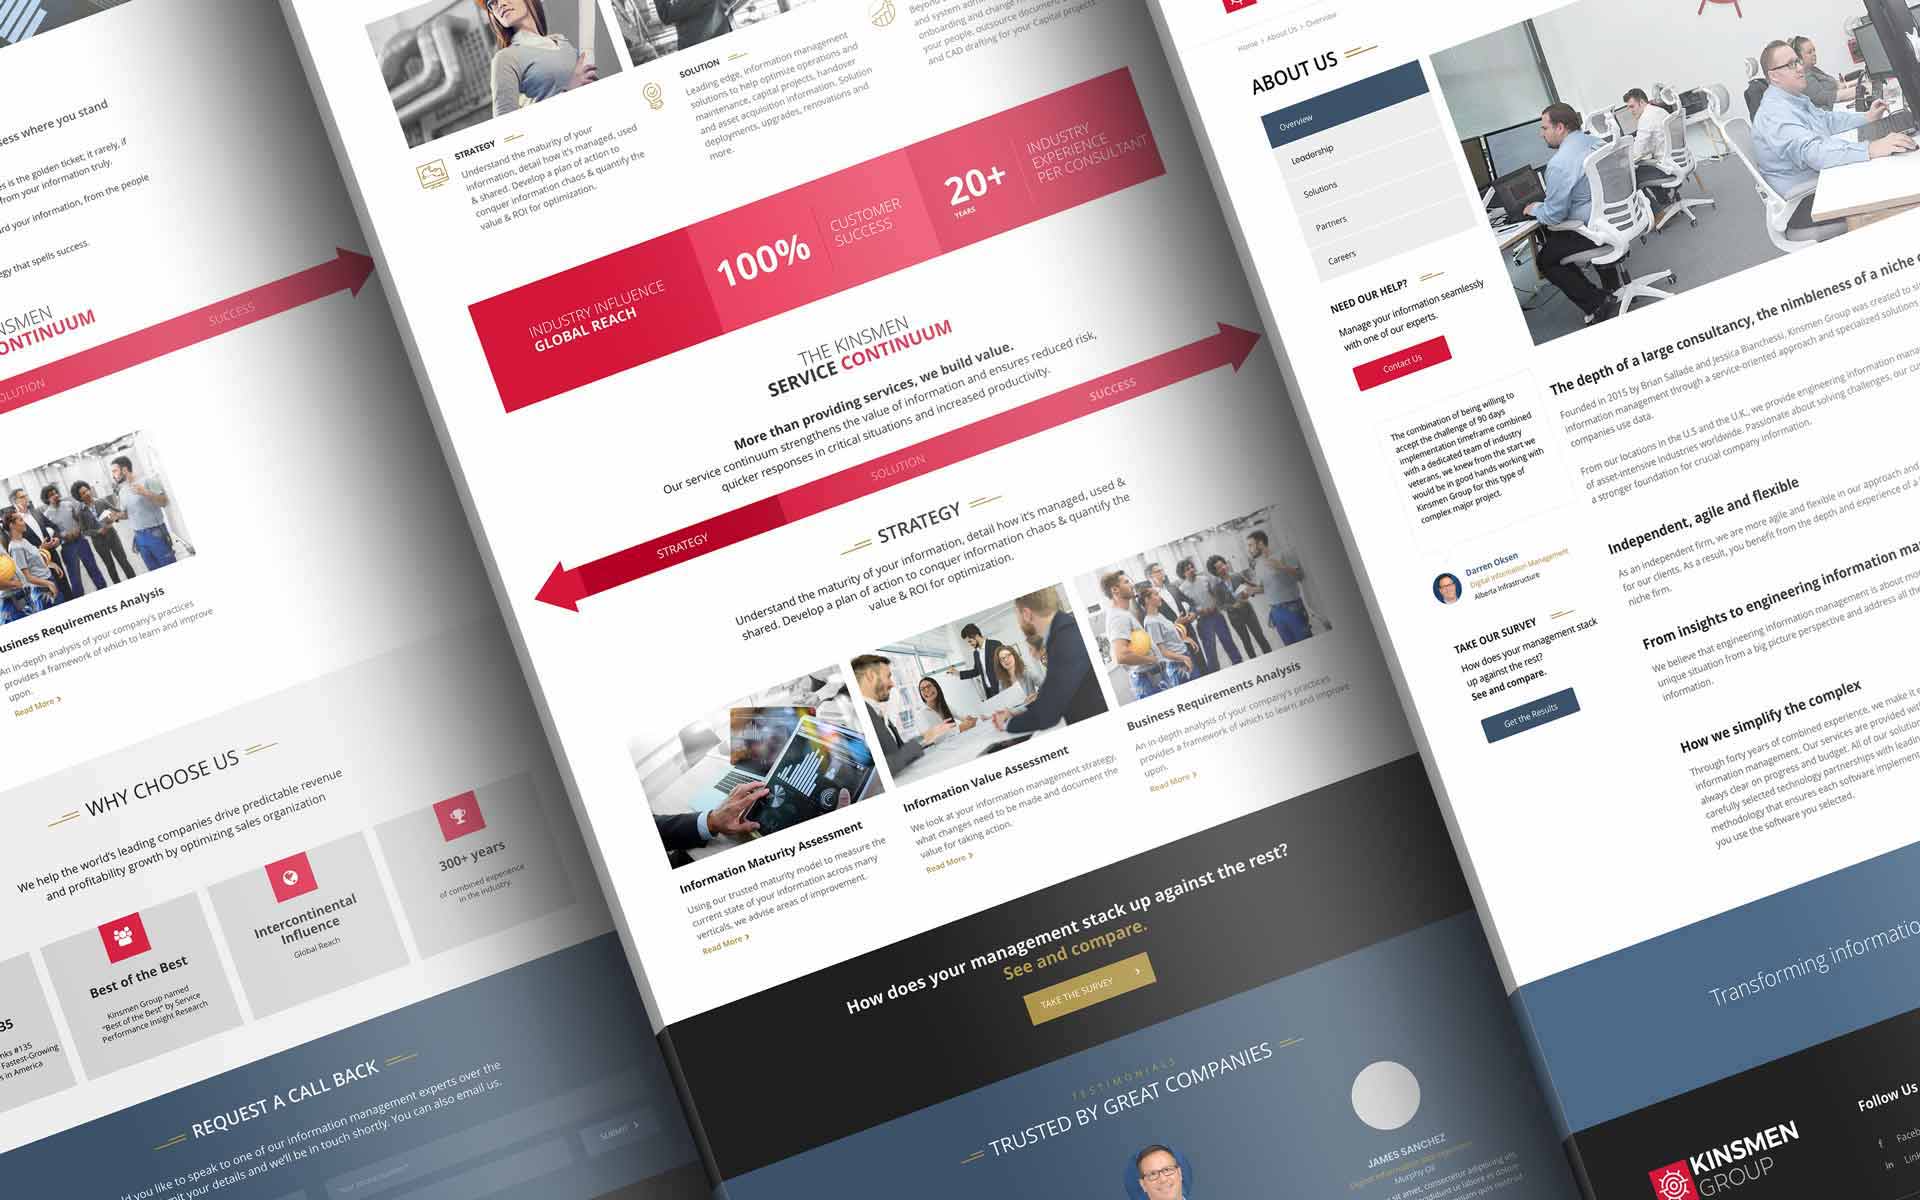 ess where you stand
es is the golden ticket, it rarely, if
from your information truly.
rd your information, from the people
egy that spells success.
NSMEN
ONTINUUM
OLUTION
SUCCESS
usiness Requirements Analysis
An in-depth analysis of your company's practices
provides a framework of which to learn and improve
upon.
Read More >
WHY CHOOSE US
We help the world's leading companies drive predictable revenue
and profitability growth by optimizing sales organization
35
nks #135
Fastest-Growing
s in America
Best of the Best
Kinsmen Group named
"Best of the Best" by Service
Performance Insight Research
Intercontinental
Influence
Global Reach
300+ years
of combined experience
in the industry.
REQUEST A CALL BACK
ld you like to speak to one of our information management experts over the
mit your details and we'll be in touch shortly. You can also email us.
Your phone number*
SUBMIT >
STRATEGY
Understand the maturity of your
information, detail how it's managed, used
& shared. Develop a plan of action to
conquer information chaos & quantify the
value & ROI for optimization.
SOLUTION
Leading edge, information management
solutions to help optimize operations and
maintenance, capital projects, handover
and asset acquisition information. Solution
deployments, upgrades, renovations and
more.
Beyond
and system admi
onboarding and change
your people, outsource document
and CAD drafting for your Capital projects
INDUSTRY INFLUENCE
GLOBAL REACH
100%
CUSTOMER
SUCCESS
20+
YEARS
INDUSTRY
EXPERIENCE
PER CONSULTANT
THE KINSMEN
SERVICE CONTINUUM
More than providing services, we build value.
Our service continuum strengthens the value of information and ensures reduced risk,
quicker responses in critical situations and increased productivity.
STRATEGY
SOLUTION
SUCCESS
STRATEGY
Understand the maturity of your information, detail how it's managed, used &
shared. Develop a plan of action to conquer information chaos & quantify the
value & ROI for optimization.
Information Maturity Assessment
Using our trusted maturity model to measure the
current state of your information across many
verticals, we advise areas of improvement.
Read More >
Information Value Assessment
We look at your information management strategy,
what changes need to be made and document the
value for taking action.
Read More >
Business Requirements Analysis
An in-depth analysis of your company's practices
provides a framework of which to learn and improve
upon.
Read More >
How does your management stack up against the rest?
See and compare.
TAKE THE SURVEY >
TESTIMONIALS
TRUSTED BY GREAT COMPANIES
JAMES SANCHEZ
Digital Information Management
Murphy Oil
sit amet, consectetur adipiscing elit,
Home > About Us > Overview
ABOUT US
Overview
Leadership
Solutions
Partners
Careers
NEED OUR HELP?
Manage your information seamlessly
with one of our experts.
Contact Us
The combination of being willing to
accept the challenge of 90 days
implementation timeframe combined
with a dedicated team of industry
veterans, we knew from the start we
would be in good hands working with
Kinsmen Group for this type of
complex major project.
Darren Oksen
Digital Information Management
Alberta Infrastructure
TAKE OUR SURVEY
How does your management stack
up against the rest?
See and compare.
Get the Results
The depth of a large consultancy, the nimbleness of a niche
Founded in 2015 by Brian Sallade and Jessica Bianchessi, Kinsmen Group was created to si
information management through a service-oriented approach and specialized solutions
companies use data.
From our locations in the U.S and the U.K., we provide engineering information mana
of asset-intensive industries worldwide. Passionate about solving challenges, our cu
a stronger foundation for crucial company information.
Independent, agile and flexible
As an independent firm, we are more agile and flexible in our approach and
for our clients. As a result, you benefit from the depth and experience of a
niche firm.
From insights to engineering information ma
We believe that engineering information management is about mo
unique situation from a big picture perspective and address all the
information.
How we simplify the complex
Through forty years of combined experience, we make it e
information management. Our services are provided wit
always clear on progress and budget. All of our solution
carefully selected technology partnerships with leading
methodology that ensures each software implemen
you use the software you selected.
Transforming informatio
KINSMEN
GROUP
Follow Us
Faceb
Link